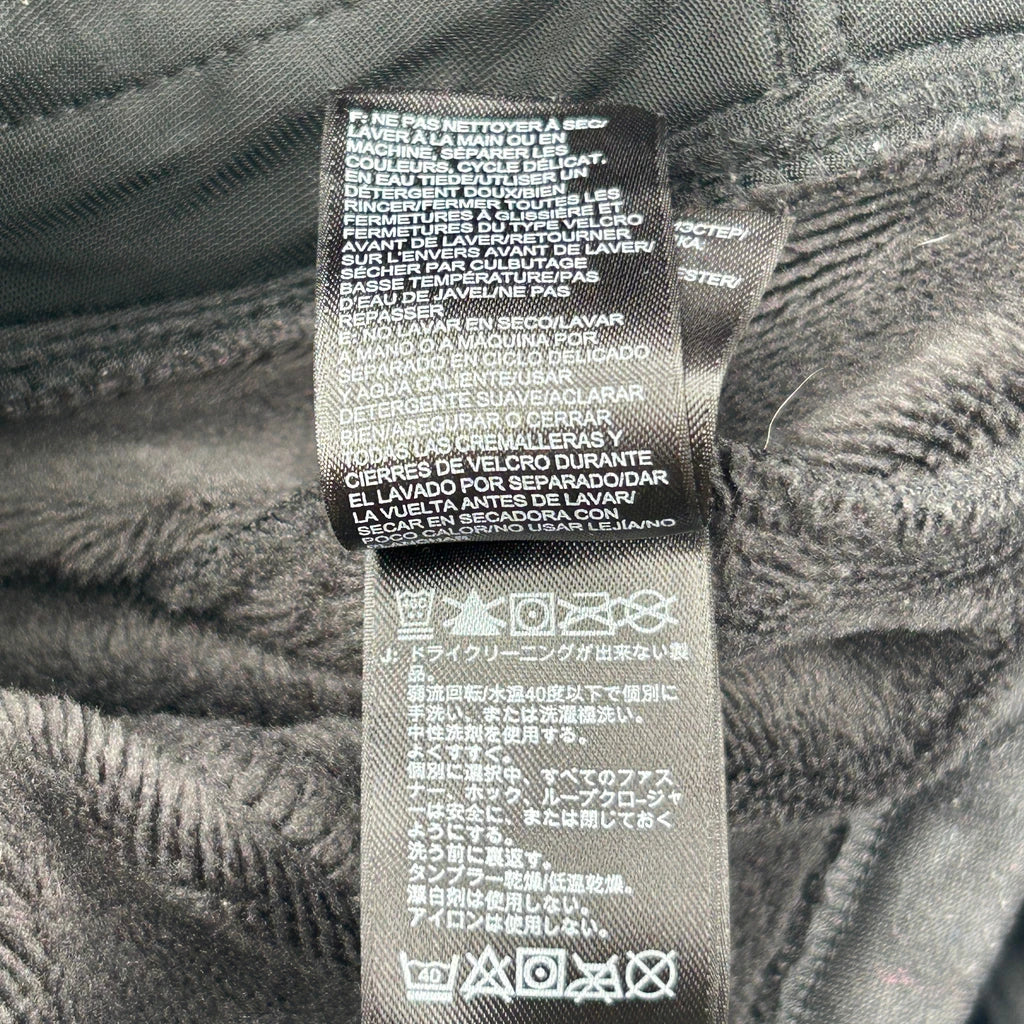 F: NE PAS NETTOYER À SEC/
LAVER À LA MAIN OU EN
MACHINE, SÉPARER LES
COULEURS, CYCLE DÉLICAT.
EN EAU TIEDE/UTLISER UN
DÉTERGENT DOUX/BIEN
RINCER/FERMER TOUTES LES
FERMETURES À GLISSIÈRE ET
FERMETURES DU TYPE VELCRO
AVANT DE LAVER/RETOURNER
SUR L'ENVERS AVANT DE LAVER/
SÉCHER PAR CULBUTAGE
BASSE TEMPÉRATURE/PAS
D'EAU DE JAVEL/NE PAS
REPASSER
E: NO LAVAR EN SECO/LAVAR
A MANO O A MÁQUINA POR
SEPARADO EN CICLO DELICADO
Y AGUA CALIENTE/USAR
DETERGENTE SUAVE/ACLARAR
BIEN/ASEGURAR O CERRAR
TODAS LAS CREMALLERAS Y
CIERRES DE VELCRO DURANTE
EL LAVADO POR SEPARADO/DAR
LA VUELTA ANTES DE LAVAR/
SECAR EN SECADORA CON
POCO CALOR/NO USAR LEJÍA/NO
ИЭСТЕР/
КА,
ESTER/
J: ドライクリーニングが出来ない製
品。
弱流回転/水温40度以下で個別に
手洗い、または洗濯機洗い。
中性洗剤を使用する。
よくすすぐ。
個別に選択中、すべてのファス
ナー、ホック、ループクロージャ
ーは安全に、または閉じておく
ようにする。
洗う前に裏返す。
タンブラー乾燥/低温乾燥。
漂白剤は使用しない。
アイロンは使用しない。
40